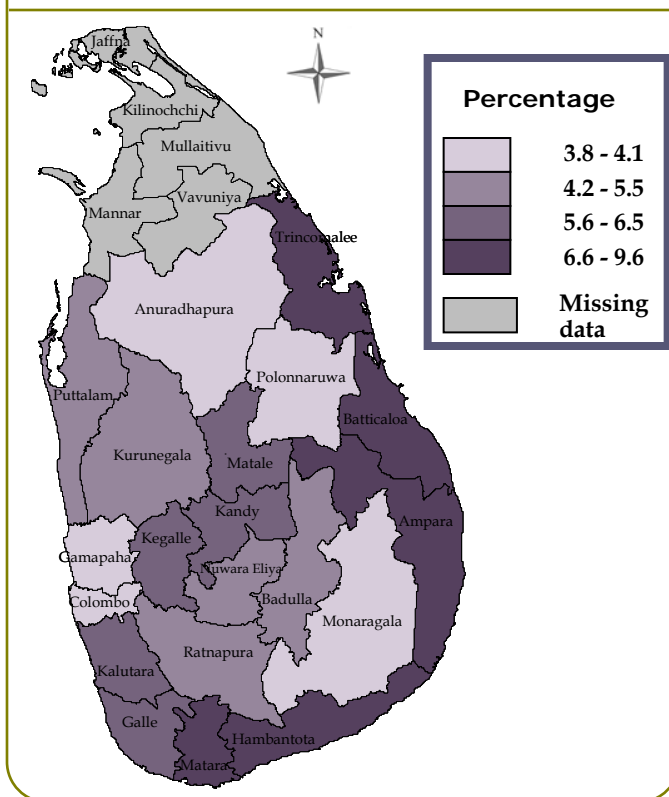 Jaffna
N
Kilinochchi
Mullaitivu
Vavuniya
Mannar
Trincomalee
Anuradhapura
Polonnaruwa
Puttalam
Batticaloa
Kurunegala
Matale
Kandy
Ampara
Kegalle
Gamapaha
Nuwara Eliya
Colombo
Badulla
Monaragala
Ratnapura
Kalutara
Galle
Hambantota
Matara
Percentage
3.8 - 4.1
4.2 - 5.5
5.6 - 6.5
6.6 - 9.6
Missing
data